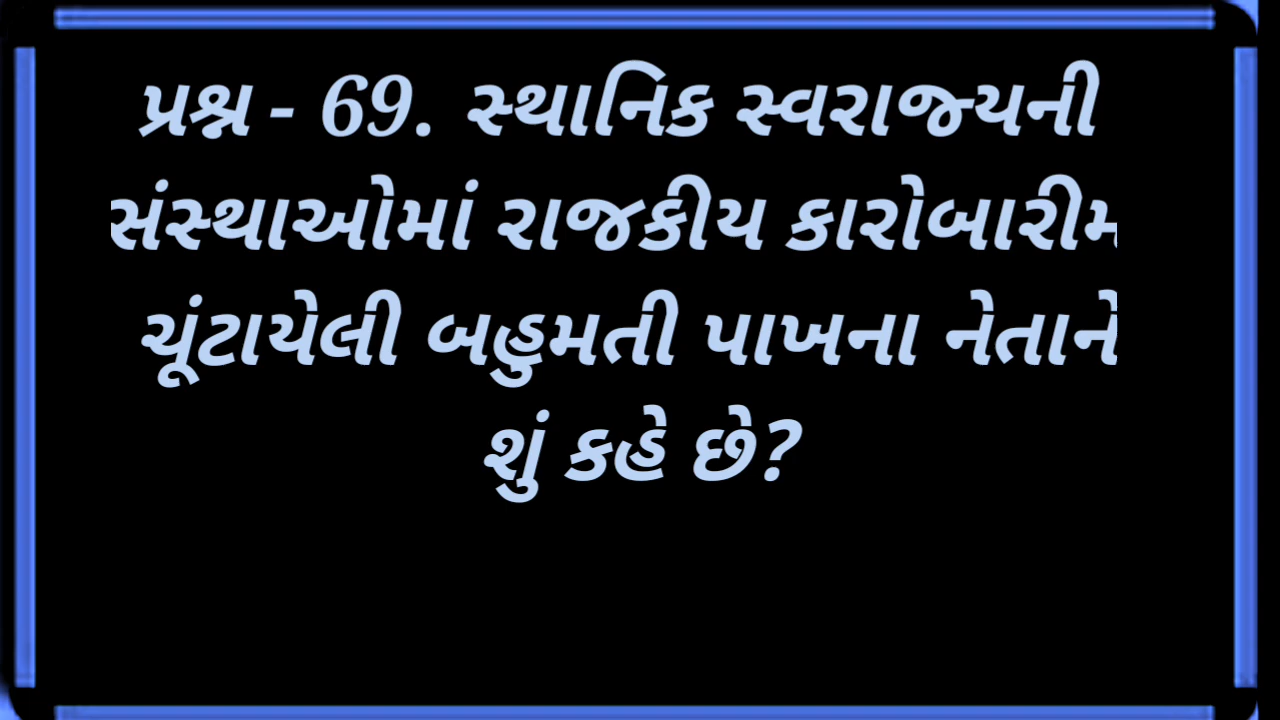 પ્રશ્ન - 69. સ્થાનિક સ્વરાજ્યની
સંસ્થાઓમાં રાજકીય કારોબારીમ
ચૂંટાયેલી બહુમતી પાખના નેતાને
શું કહે છે?